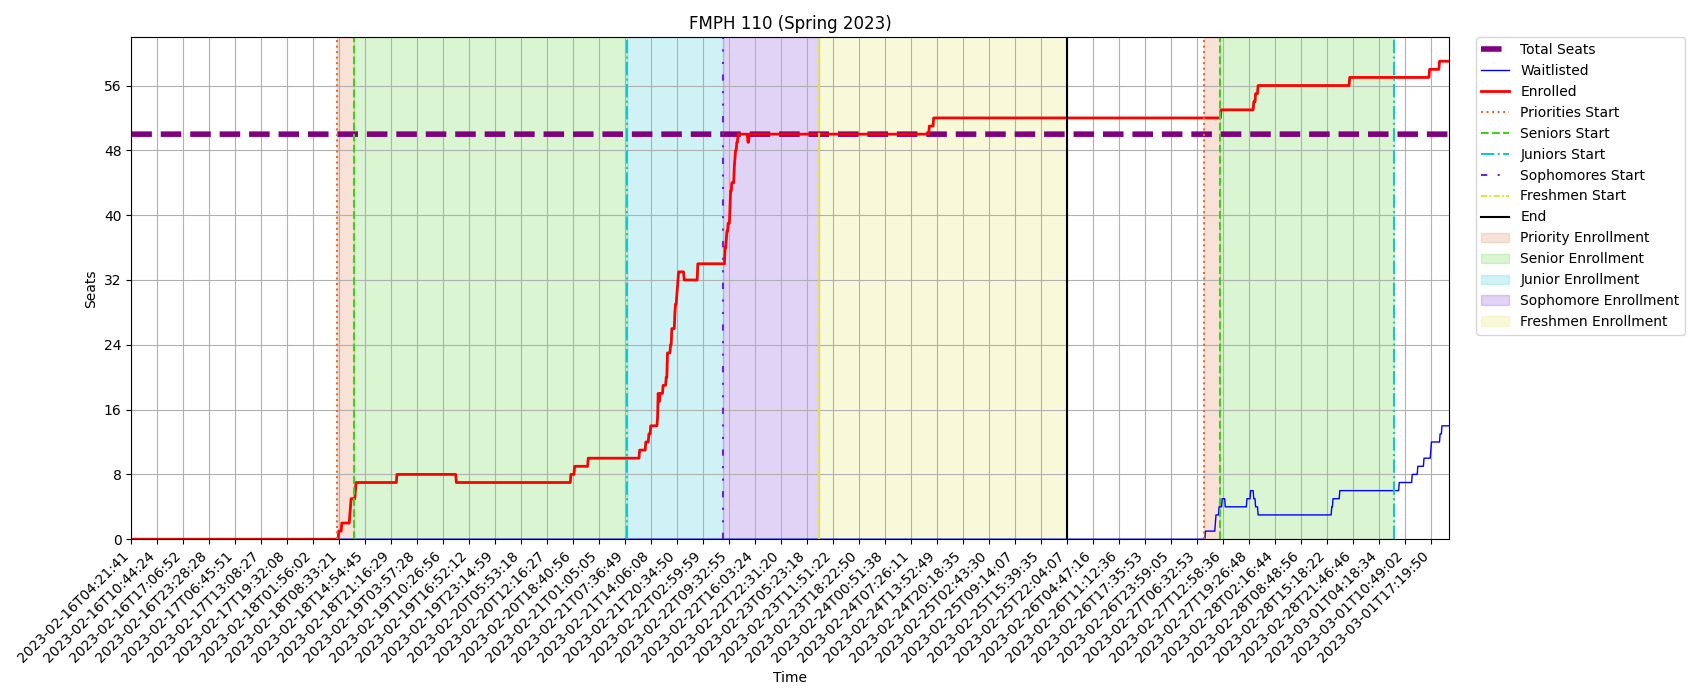 FMPH 110 (Spring 2023)
Seats
56
48
40
32
24
16
8
0
2023-02-16T04:21:41
2023-02-16T10:44:24
2023-02-16T17:06:52
2023-02-16T23:28:28
2023-02-17T06:45:51
2023-02-17T13:08:27
2023-02-17T19:32:08
2023-02-18T01:56:02
2023-02-18T08:33:21
2023-02-18T14:54:45
2023-02-18T21:16:29
2023-02-19T03:57:28
2023-02-19T10:26:56
2023-02-19T16:52:12
2023-02-19T23:14:59
2023-02-20T05:53:18
2023-02-20T12:16:27
2023-02-20T18:40:56
2023-02-21T01:05:05
2023-02-21T07:36:49
2023-02-21T14:06:08
2023-02-21T20:34:50
2023-02-22T02:59:59
2023-02-22T09:32:55
2023-02-22T16:03:24
2023-02-22T22:31:20
2023-02-23T05:23:18
2023-02-23T11:51:22
2023-02-23T18:22:50
2023-02-24T00:51:38
2023-02-24T07:26:11
2023-02-24T13:52:49
2023-02-24T20:18:35
2023-02-25T02:43:30
2023-02-25T09:14:07
2023-02-25T15:39:35
2023-02-25T22:04:07
2023-02-26T04:47:16
2023-02-26T11:12:36
2023-02-26T17:35:53
2023-02-26T23:59:05
2023-02-27T06:32:53
2023-02-27T12:58:36
2023-02-27T19:26:48
2023-02-28T02:16:44
2023-02-28T08:48:56
2023-02-28T15:18:22
2023-02-28T21:46:46
2023-03-01T04:18:34
2023-03-01T10:49:02
2023-03-01T17:19:50
Time
Total Seats
Waitlisted
Enrolled
Priorities Start
Seniors Start
Juniors Start
Sophomores Start
Freshmen Start
End
Priority Enrollment
Senior Enrollment
Junior Enrollment
Sophomore Enrollment
Freshmen Enrollment